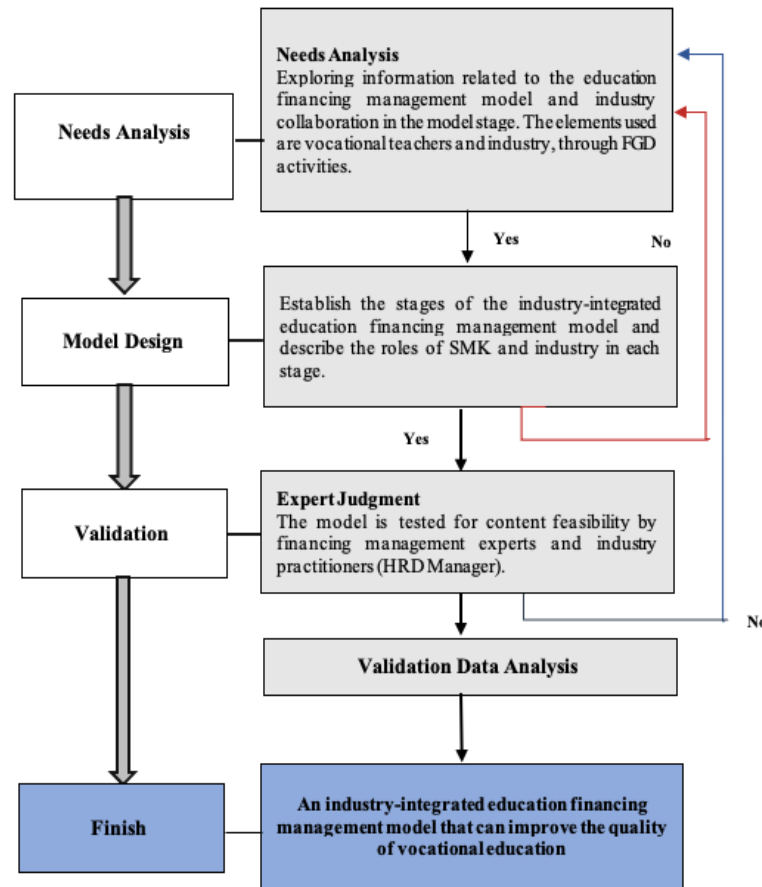 Needs Analysis
Needs Analysis
Exploring information related to the education
financing management model and industry
collaboration in the model stage. The elements used
are vocational teachers and industry, through FGD
activities.
Yes
No
Model Design
Establish the stages of the industry-integrated
education financing management model and
describe the roles of SMK and industry in each
stage.
Yes
Validation
Expert Judgment
The model is tested for content feasibility by
financing management experts and industry
practitioners (HRD Manager).
No
Validation Data Analysis
Finish
An industry-integrated education financing
management model that can improve the quality
of vocational education